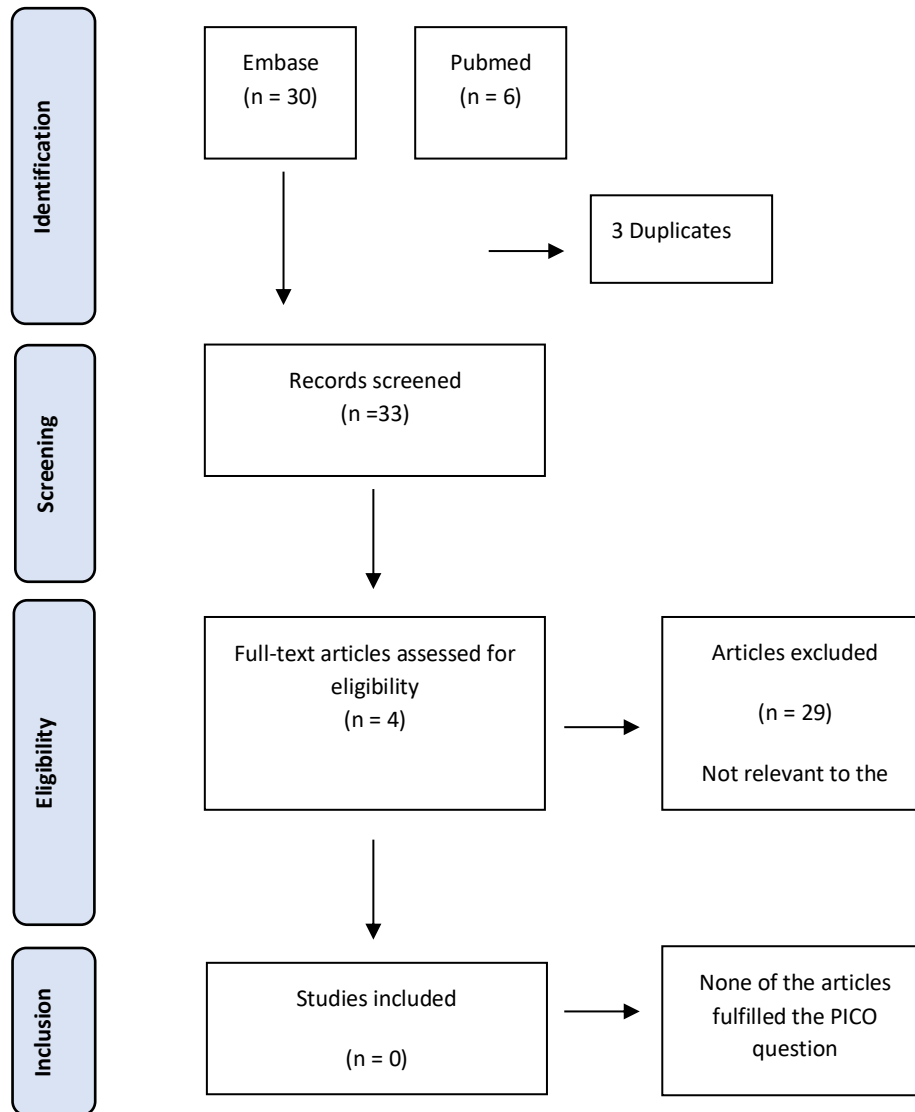 Identification
Embase
(n = 30)
Pubmed
(n = 6)
3 Duplicates
Screening
Records screened
(n =33)
Eligibility
Full-text articles assessed for
eligibility
(n = 4)
Articles excluded
(n = 29)
Not relevant to the
Inclusion
Studies included
(n = 0)
None of the articles
fulfilled the PICO
question